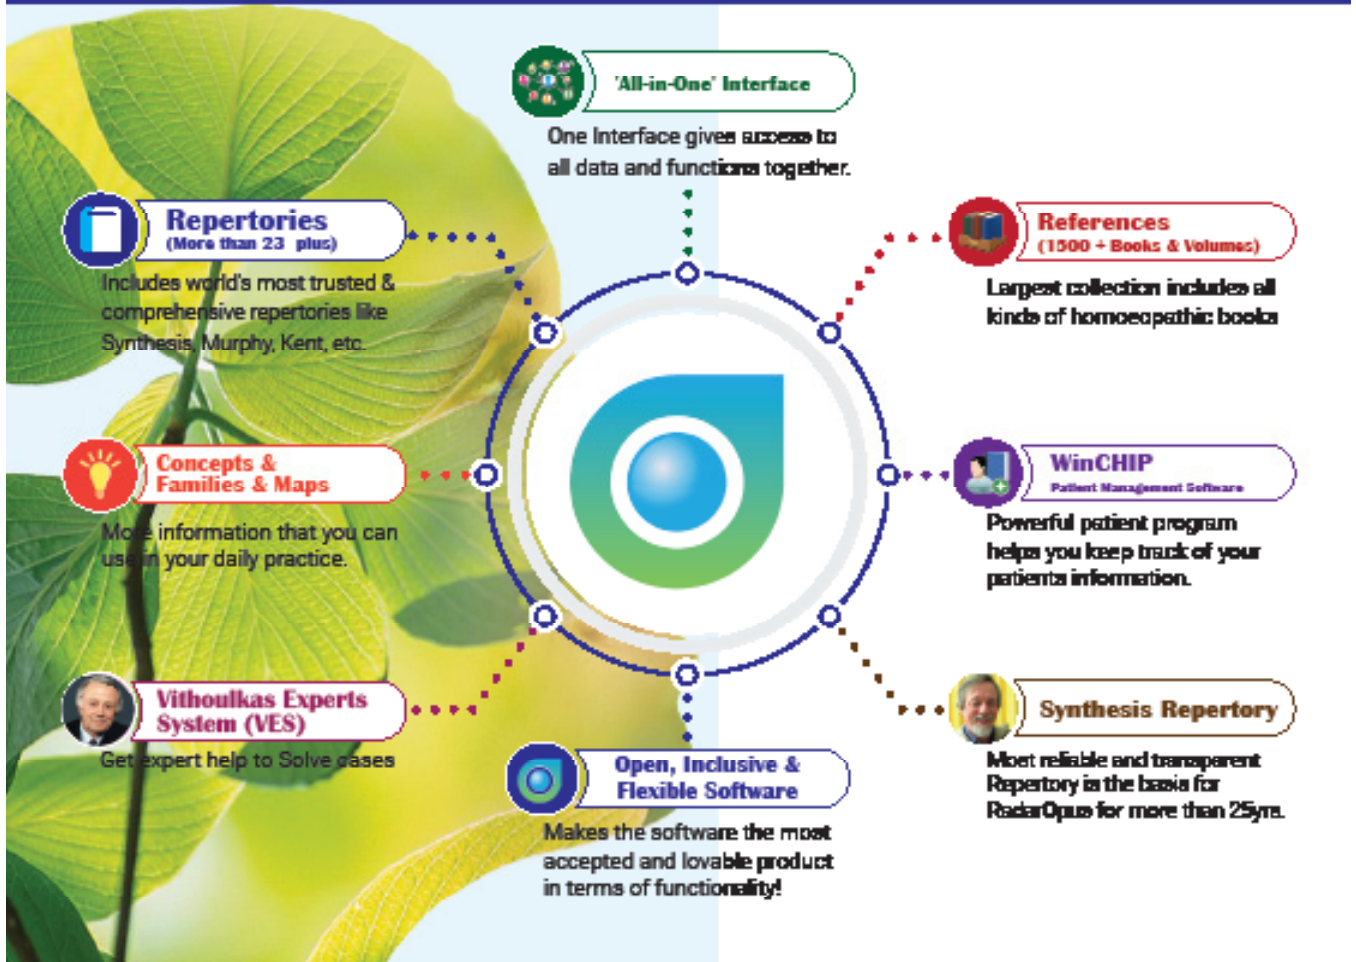 'All-in-One' Interface
One Interface gives access to
all data and functions together.
Repertories
(More than 23 plus)
Includes world's most trusted &
comprehensive repertories like
Synthesis, Murphy, Kent, etc.
References
(1500 + Books & Volumes)
Largest collection includes all
kinds of homoeopathic books
Concepts &
Families & Maps
More information that you can
use in your daily practice.
WinCHIP
Patient Management Software
Powerful patient program
helps you keep track of your
patients information.
Vithoulkas Experts
System (VES)
Get expert help to Solve cases
Synthesis Repertory
Most reliable and transparent
Repertory is the basis for
RadarOpus for more than 25yrs.
Open, Inclusive &
Flexible Software
Makes the software the most
accepted and lovable product
in terms of functionality!